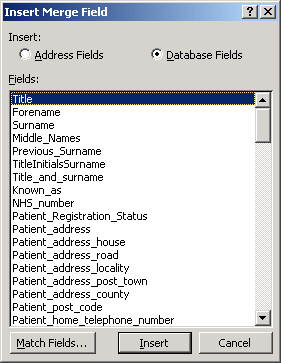 Insert Merge Field
Insert:
Address Fields Database Fields
Fields:
Title
Forename
Surname
Middle_Names
Previous_Surname
TitleInitialsSurname
Title_and_surname
Known_as
NHS_number
Patient_Registration_Status
Patient_address
Patient_address_house
Patient_address_road
Patient_address_locality
Patient_address_post_town
Patient_address_county
Patient_post_code
Patient_home_telephone_number
Match Fields... Insert Cancel